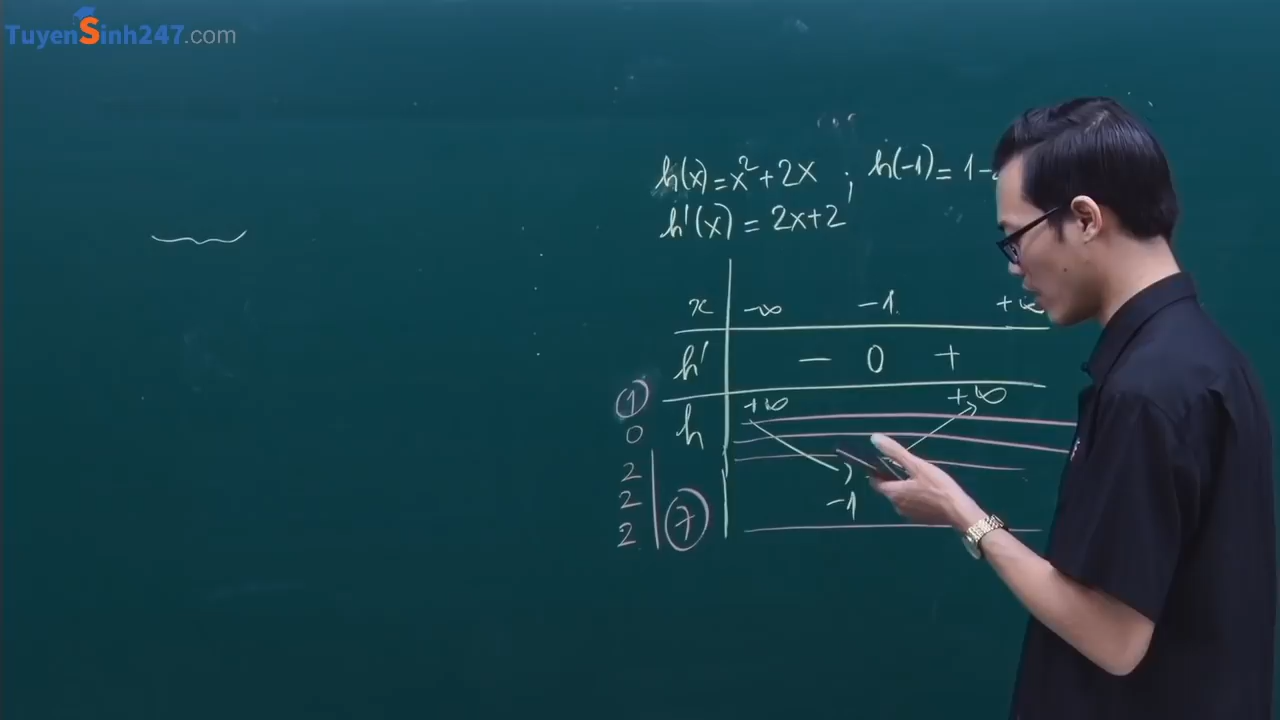 TuyenSinh247.com
h(x) = x² + 2x ; h(-1) = 1-
h'(x) = 2x+2
x -∞ -1 +∞
h' - 0 +
1
h +∞ +∞
0
2
2 7 -1
2